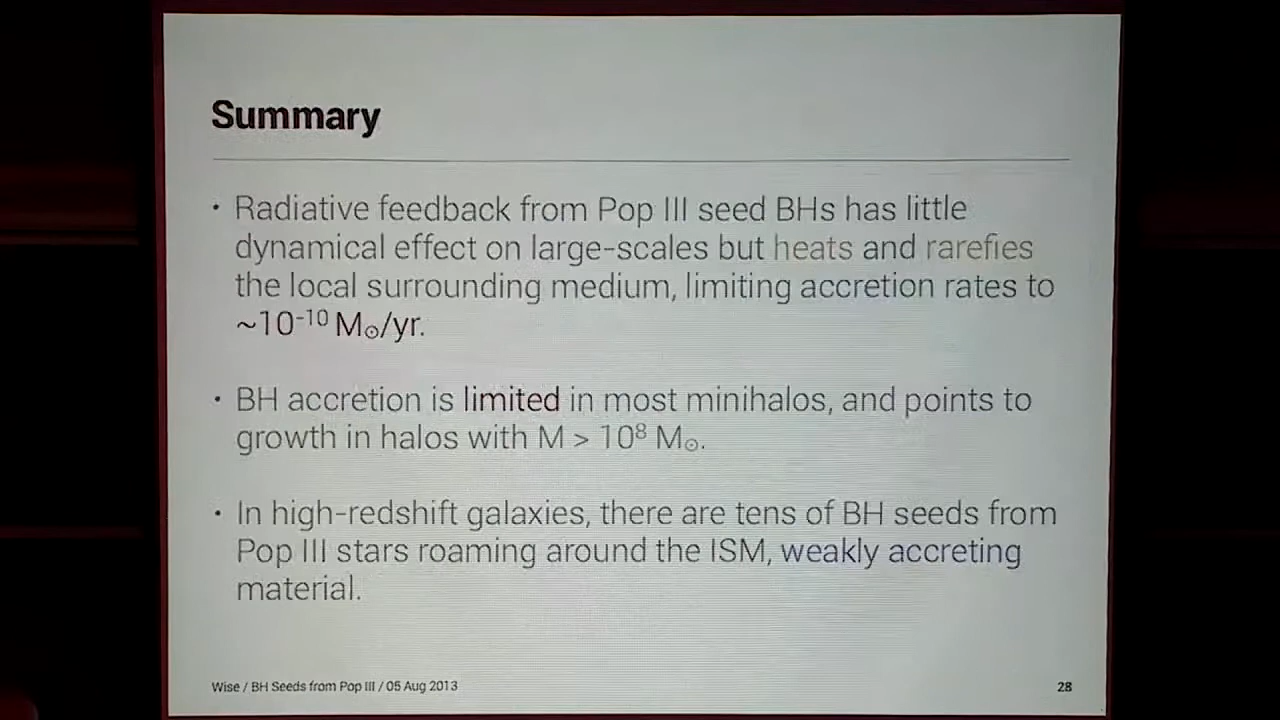 Summary
• Radiative feedback from Pop III seed BHs has little
dynamical effect on large-scales but heats and rarefies
the local surrounding medium, limiting accretion rates to
~10⁻¹⁰ M⊙/yr.
• BH accretion is limited in most minihalos, and points to
growth in halos with M > 10⁸ M⊙.
• In high-redshift galaxies, there are tens of BH seeds from
Pop III stars roaming around the ISM, weakly accreting
material.
Wise / BH Seeds from Pop III / 05 Aug 2013
28